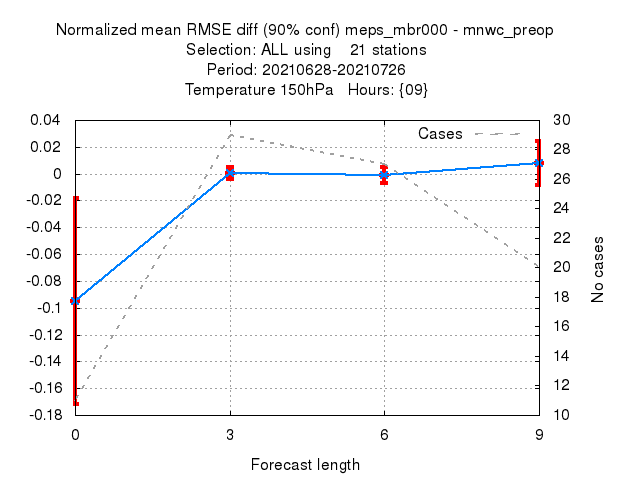 Normalized mean RMSE diff (90% conf) meps_mbr000 - mnwc_preop
Selection: ALL using 21 stations
Period: 20210628-20210726
Temperature 150hPa Hours: {09}
Cases
0.04
0.02
0
-0.02
-0.04
-0.06
-0.08
-0.1
-0.12
-0.14
-0.16
-0.18
30
28
26
24
22
20
18
16
14
12
10
No cases
0 3 6 9
Forecast length